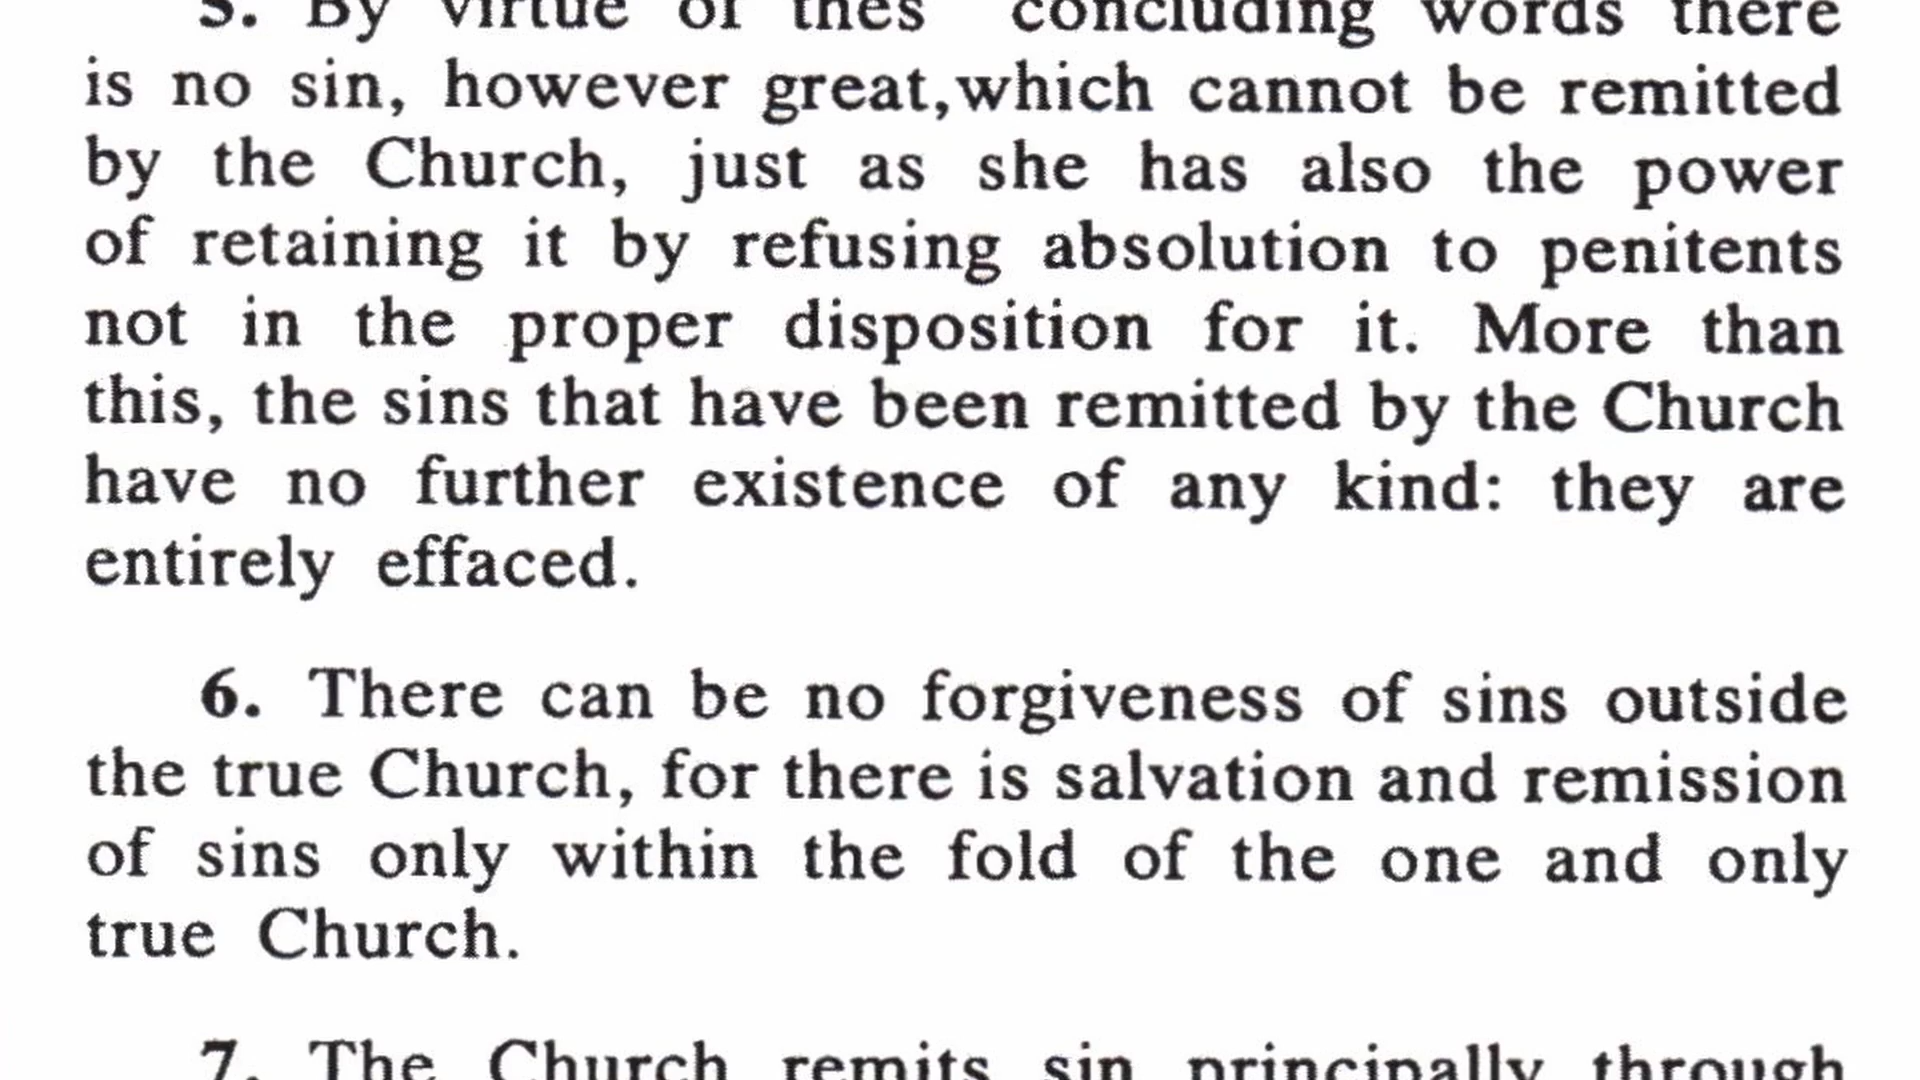 5. By virtue of thes concluding words there
is no sin, however great,which cannot be remitted
by the Church, just as she has also the power
of retaining it by refusing absolution to penitents
not in the proper disposition for it. More than
this, the sins that have been remitted by the Church
have no further existence of any kind: they are
entirely effaced.
6. There can be no forgiveness of sins outside
the true Church, for there is salvation and remission
of sins only within the fold of the one and only
true Church.
7. The Church remits sin principally through